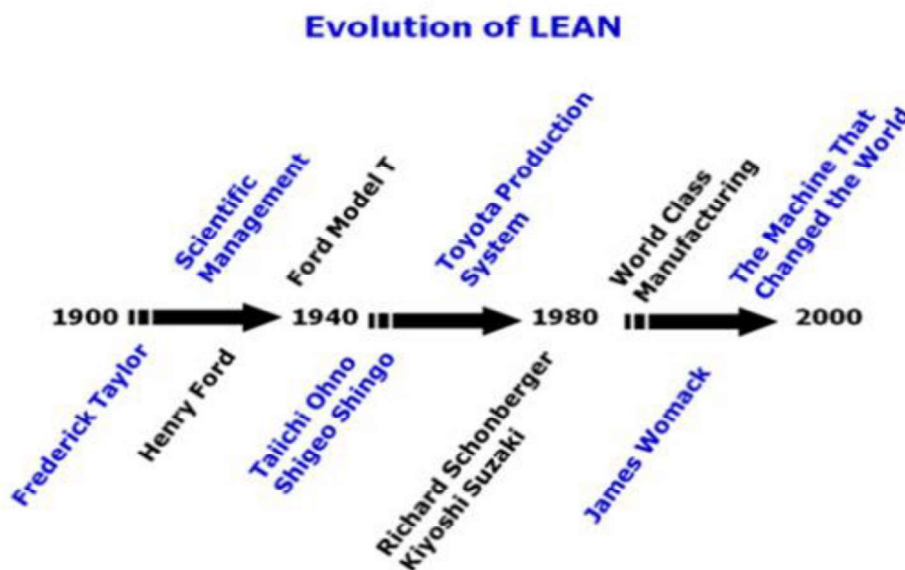 Evolution of LEAN
Scientific
Management
Ford Model T
Toyota Production
System
World Class
Manufacturing
The Machine That
Changed the World
1900
1940
1980
2000
Frederick Taylor
Henry Ford
Taiichi Ohno
Shigeo Shingo
Richard Schonberger
Kiyoshi Suzaki
James Womack